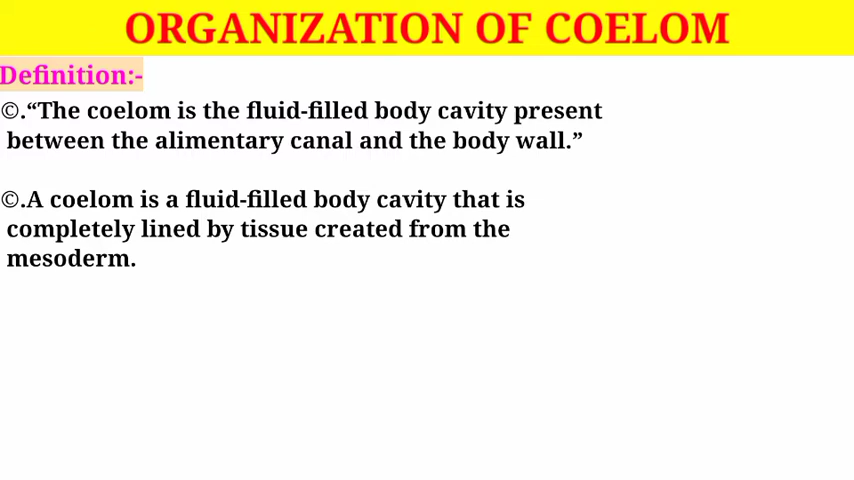 ORGANIZATION OF COELOM
Definition:-
©.“The coelom is the fluid-filled body cavity present
between the alimentary canal and the body wall.”
©.A coelom is a fluid-filled body cavity that is
completely lined by tissue created from the
mesoderm.